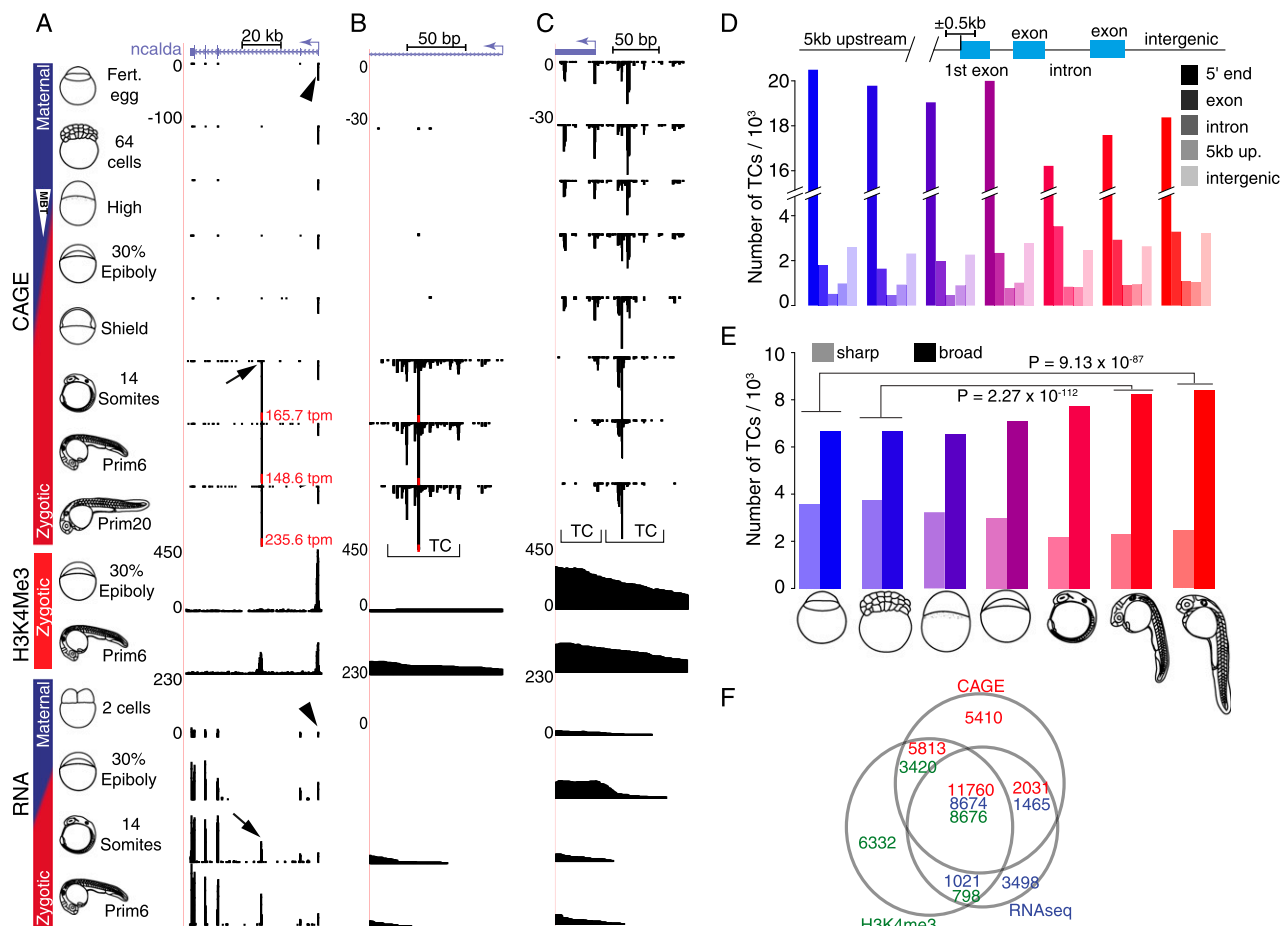 A
20 kb
ncalda
0
-100
Maternal
MBT
Zygotic
CAGE
Fert.
egg
64
cells
High
30%
Epiboly
Shield
14
Somites
Prim6
Prim20
165.7 tpm
148.6 tpm
235.6 tpm
H3K4Me3
Zygotic
30%
Epiboly
Prim6
450
0
230
RNA
Maternal
Zygotic
2 cells
30%
Epiboly
14
Somites
Prim6
0
B
50 bp
0
-30
TC
450
0
230
0
C
50 bp
0
-30
TC
TC
450
0
230
0
D
±0.5kb
5kb upstream
exon
exon
intergenic
1st exon
intron
Number of TCs / 10³
20
18
16
4
2
0
5' end
exon
intron
5kb up.
intergenic
E
sharp
broad
P = 9.13 x 10⁻⁸⁷
P = 2.27 x 10⁻¹¹²
Number of TCs / 10³
10
8
6
4
2
0
F
CAGE
5410
5813
3420
11760
8674
8676
2031
1465
6332
1021
798
3498
RNAseq
H3K4me3